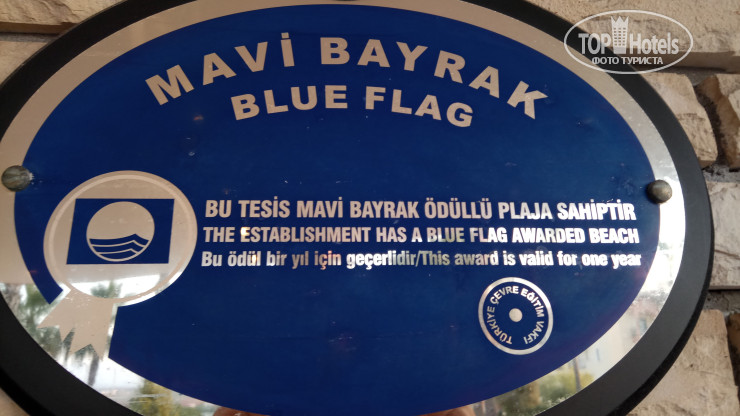 MAVİ BAYRAK
BLUE FLAG
BU TESİS MAVİ BAYRAK ÖDÜLLÜ PLAJA SAHİPTİR
THE ESTABLISHMENT HAS A BLUE FLAG AWARDED BEACH
Bu ödül bir yıl için geçerlidir/This award is valid for one year
TÜRKİYE ÇEVRE EĞİTİM VAKFI
TOP Hotels
ФОТО ТУРИСТА